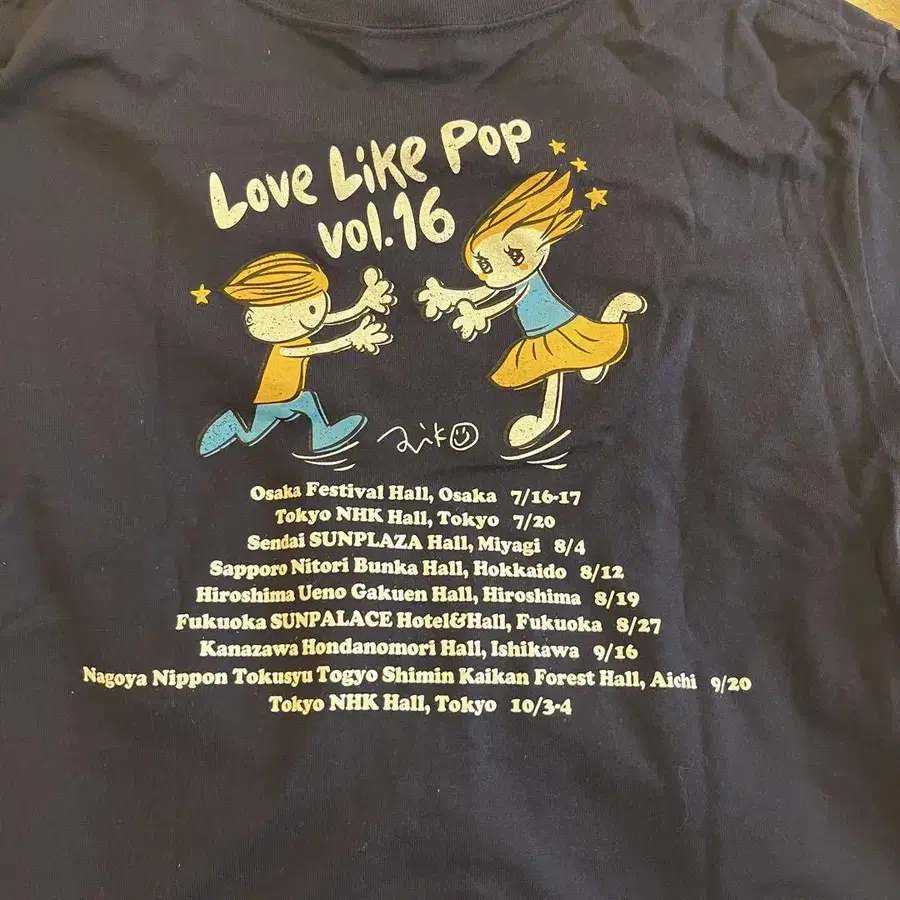 Love Like Pop
vol.16
aiko
Osaka Festival Hall, Osaka 7/16-17
Tokyo NHK Hall, Tokyo 7/20
Sendai SUNPLAZA Hall, Miyagi 8/4
Sapporo Nitori Bunka Hall, Hokkaido 8/12
Hiroshima Ueno Gakuen Hall, Hiroshima 8/19
Fukuoka SUNPALACE Hotel&Hall, Fukuoka 8/27
Kanazawa Hondanomori Hall, Ishikawa 9/16
Nagoya Nippon Tokusyu Togyo Shimin Kaikan Forest Hall, Aichi 9/20
Tokyo NHK Hall, Tokyo 10/3-4